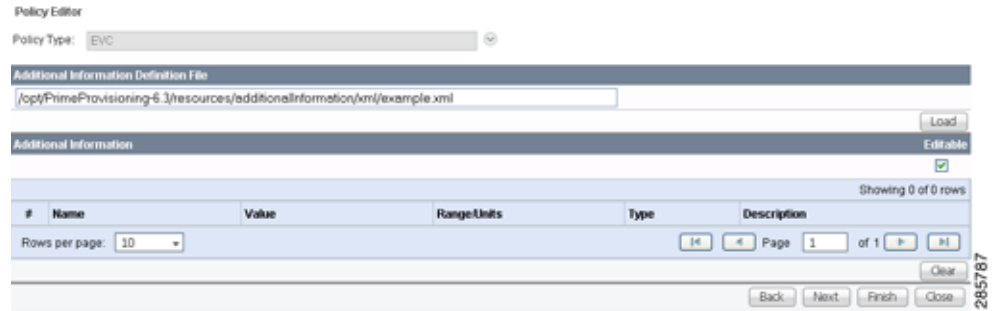 Policy Editor
Policy Type: EVC
Additional Information Definition File
/opt/PrimeProvisioning-6.3/resources/additionalInformation/xml/example.xml
Load
Additional Information Editable
Showing 0 of 0 rows
# Name Value Range/Units Type Description
Rows per page: 10 Page 1 of 1
Clear
Back Next Finish Close
285787